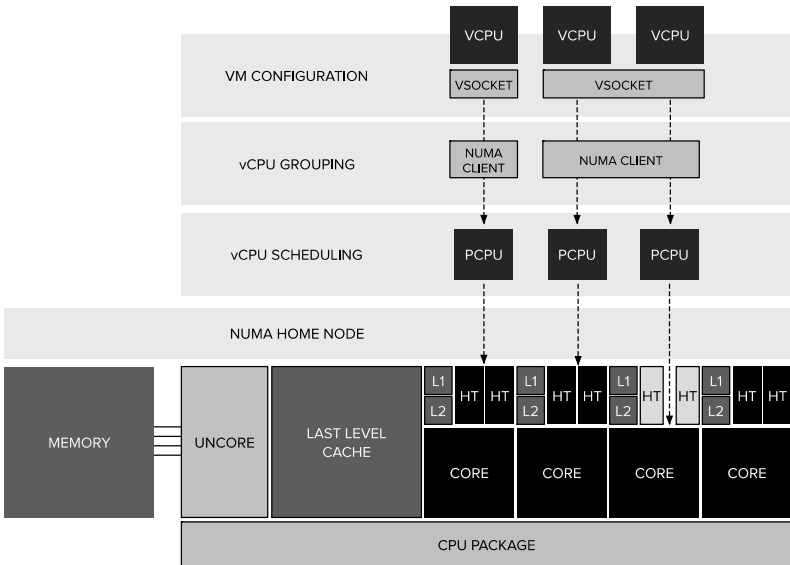 VCPU VCPU VCPU
VM CONFIGURATION
VSOCKET VSOCKET
vCPU GROUPING
NUMA
CLIENT
NUMA CLIENT
vCPU SCHEDULING
PCPU PCPU PCPU
NUMA HOME NODE
L1 L1 L1 L1
HT HT HT HT HT HT HT HT
L2 L2 L2 L2
MEMORY
UNCORE
LAST LEVEL
CACHE
CORE CORE CORE CORE
CPU PACKAGE